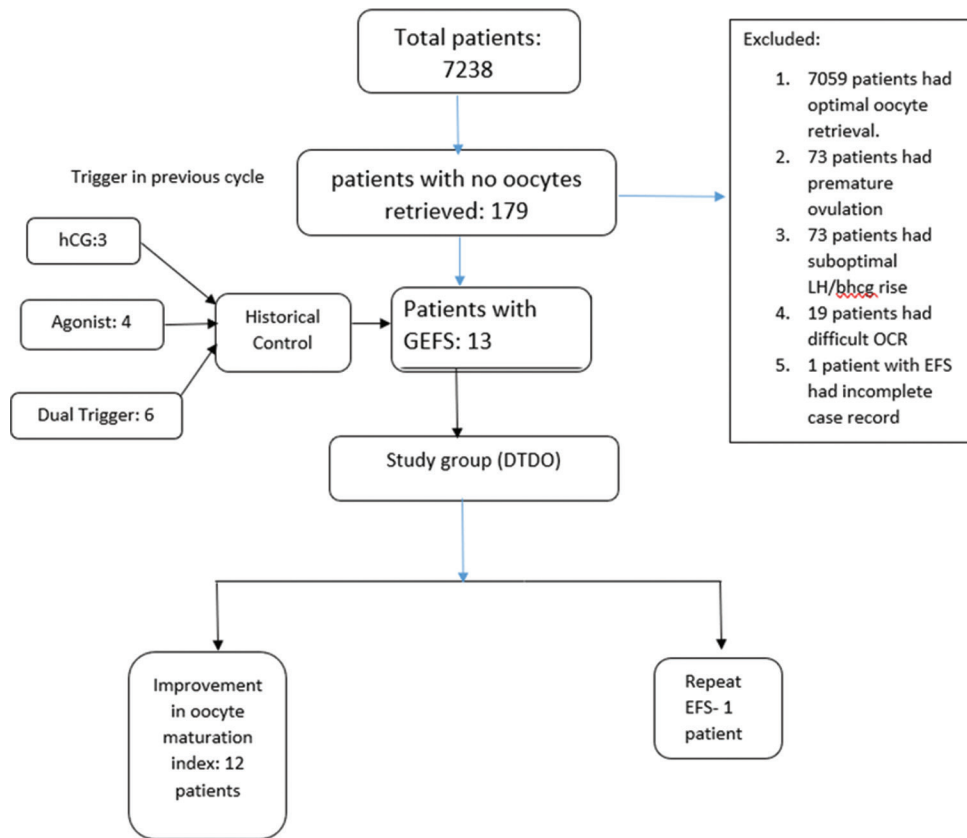 Total patients:
7238
Excluded:
1. 7059 patients had
optimal oocyte
retrieval.
2. 73 patients had
premature
ovulation
3. 73 patients had
suboptimal
LH/bhcg rise
4. 19 patients had
difficult OCR
5. 1 patient with EFS
had incomplete
case record
patients with no oocytes
retrieved: 179
Trigger in previous cycle
hCG:3
Agonist: 4
Dual Trigger: 6
Historical
Control
Patients with
GEFS: 13
Study group (DTDO)
Improvement
in oocyte
maturation
index: 12
patients
Repeat
EFS- 1
patient